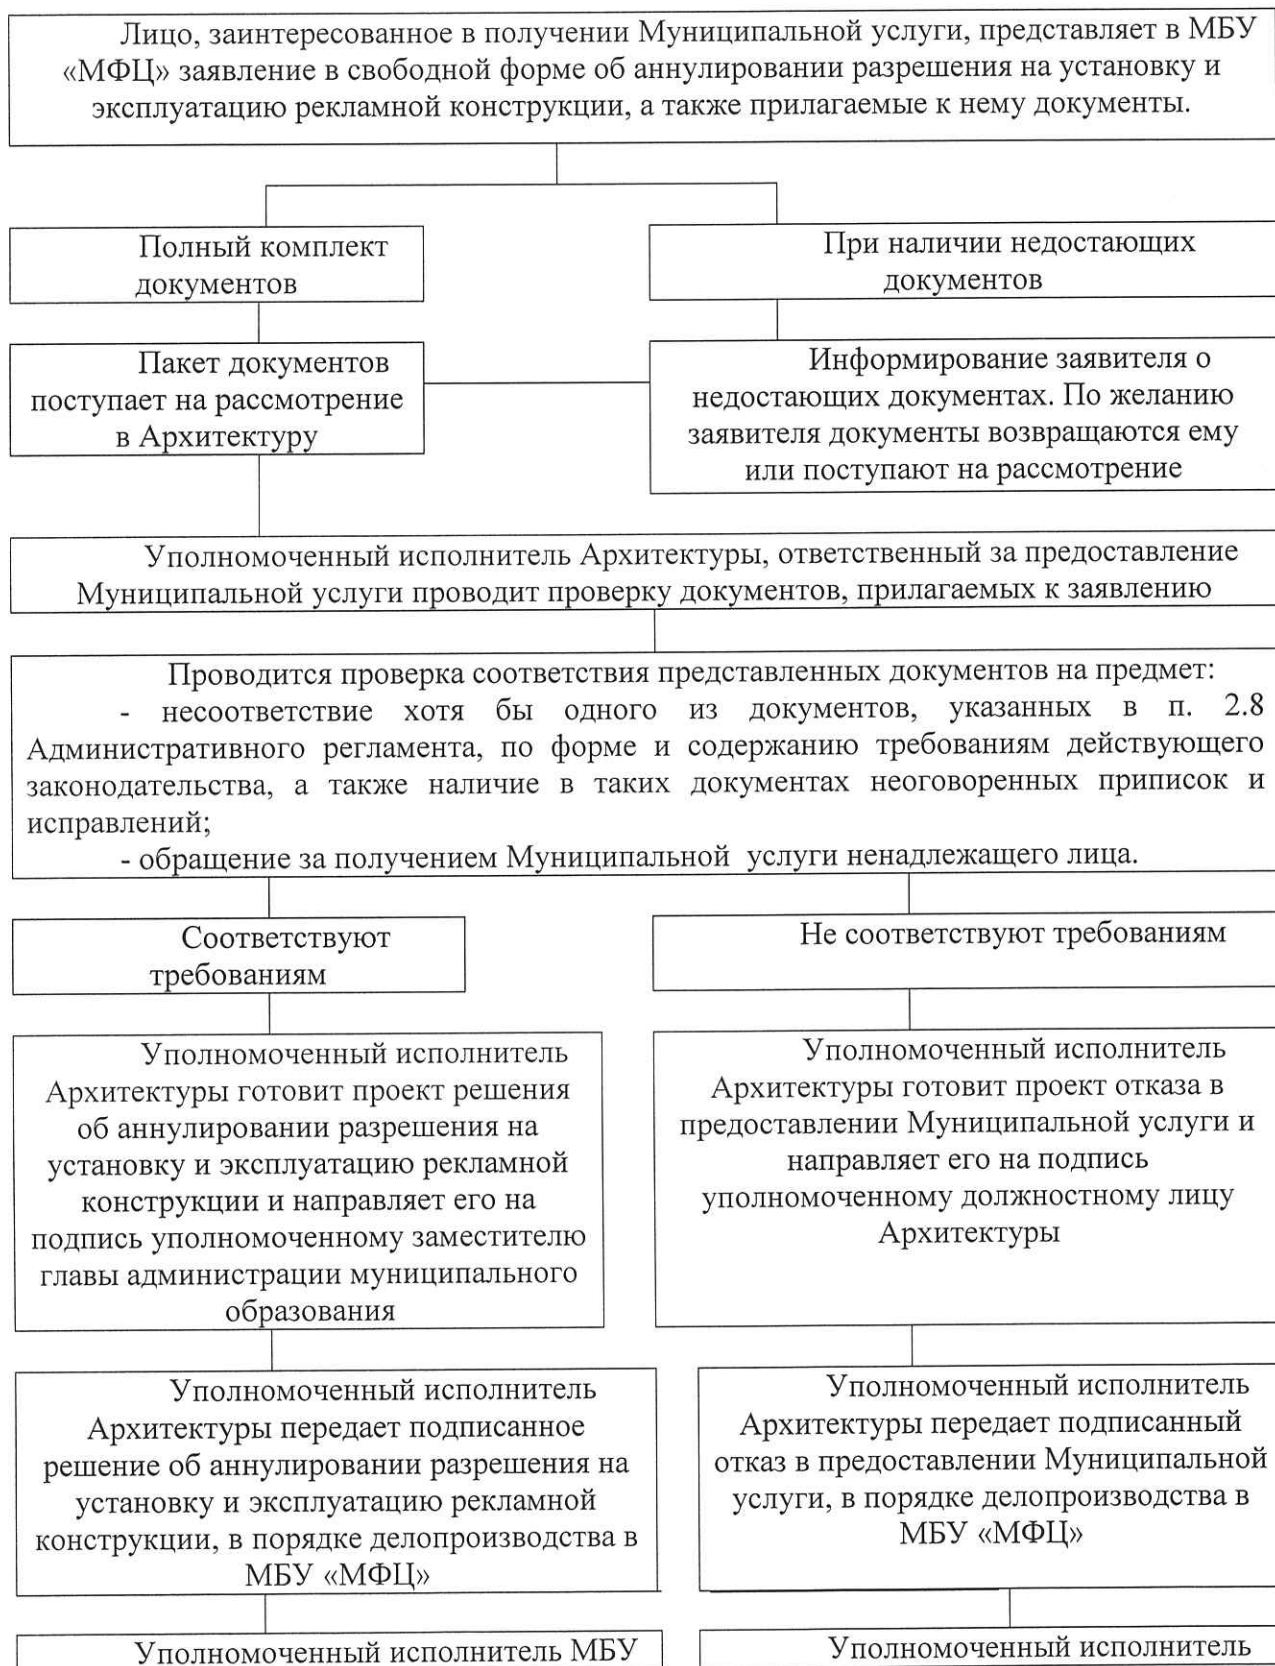 Лицо, заинтересованное в получении Муниципальной услуги, представляет в МБУ
«МФЦ» заявление в свободной форме об аннулировании разрешения на установку и
эксплуатацию рекламной конструкции, а также прилагаемые к нему документы.
Полный комплект
документов
При наличии недостающих
документов
Пакет документов
поступает на рассмотрение
в Архитектуру
Информирование заявителя о
недостающих документах. По желанию
заявителя документы возвращаются ему
или поступают на рассмотрение
Уполномоченный исполнитель Архитектуры, ответственный за предоставление
Муниципальной услуги проводит проверку документов, прилагаемых к заявлению
Проводится проверка соответствия представленных документов на предмет:
- несоответствие хотя бы одного из документов, указанных в п. 2.8
Административного регламента, по форме и содержанию требованиям действующего
законодательства, а также наличие в таких документах неоговоренных приписок и
исправлений;
- обращение за получением Муниципальной услуги ненадлежащего лица.
Соответствуют
требованиям
Не соответствуют требованиям
Уполномоченный исполнитель
Архитектуры готовит проект решения
об аннулировании разрешения на
установку и эксплуатацию рекламной
конструкции и направляет его на
подпись уполномоченному заместителю
главы администрации муниципального
образования
Уполномоченный исполнитель
Архитектуры готовит проект отказа в
предоставлении Муниципальной услуги и
направляет его на подпись
уполномоченному должностному лицу
Архитектуры
Уполномоченный исполнитель
Архитектуры передает подписанное
решение об аннулировании разрешения на
установку и эксплуатацию рекламной
конструкции, в порядке делопроизводства в
МБУ «МФЦ»
Уполномоченный исполнитель
Архитектуры передает подписанный
отказ в предоставлении Муниципальной
услуги, в порядке делопроизводства в
МБУ «МФЦ»
Уполномоченный исполнитель МБУ
Уполномоченный исполнитель